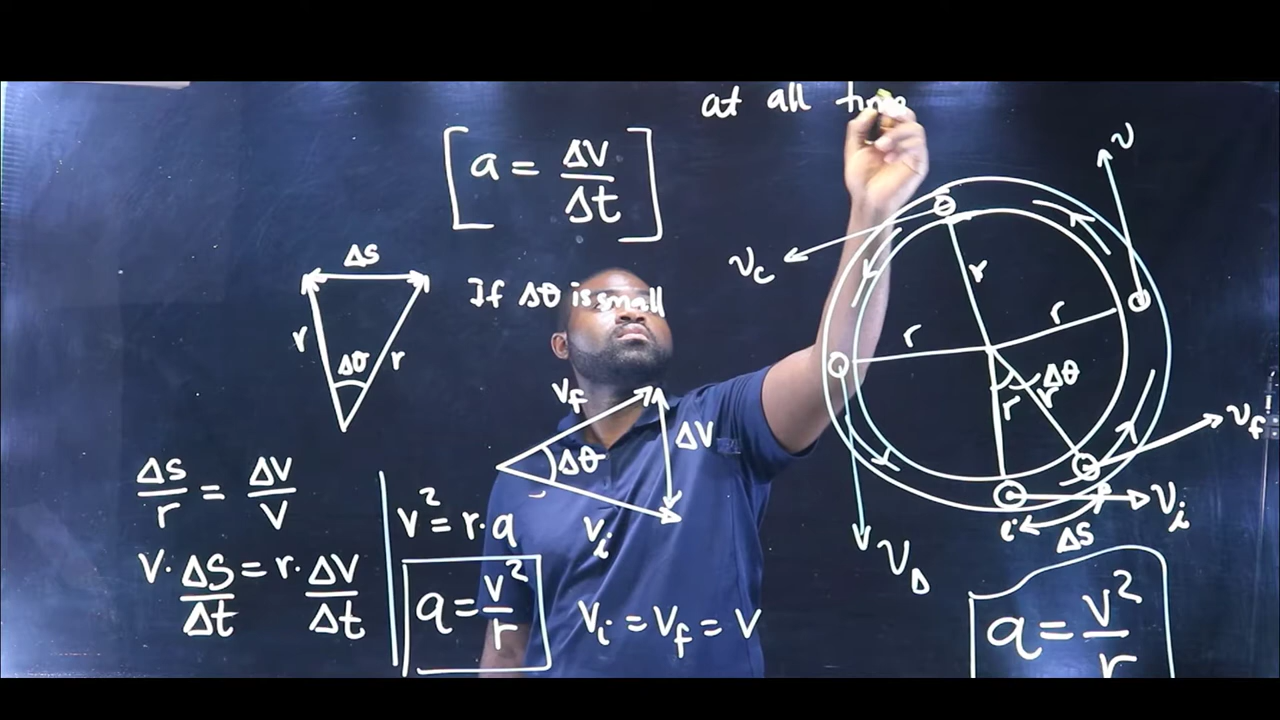 at all time
[a = Δv/Δt]
Δs
r
Δθ
r
If Δθ is small
v_f
Δθ
Δv
v_i
Δs/r = Δv/v
v · Δs/Δt = r · Δv/Δt
v² = r · a
a = v²/r
v_i = v_f = v
v
v_c
r
r
r
Δθ
r
r
v_f
v_i
i
Δs
v_D
a = v²/r